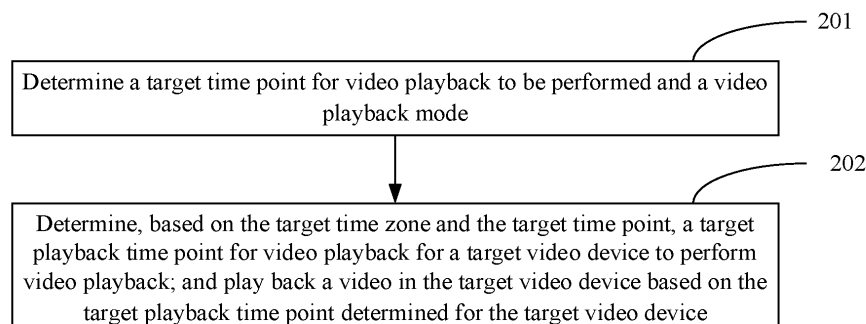 201
Determine a target time point for video playback to be performed and a video
playback mode
202
Determine, based on the target time zone and the target time point, a target
playback time point for video playback for a target video device to perform
video playback; and play back a video in the target video device based on the
target playback time point determined for the target video device